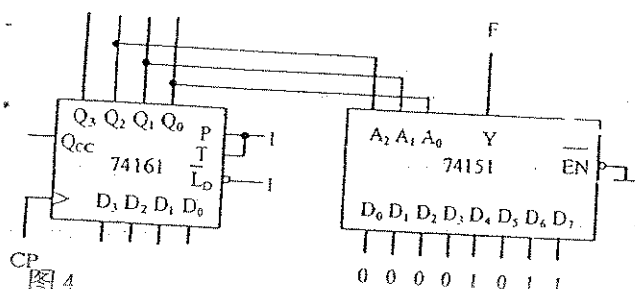 F
Q3 Q2 Q1 Q0
QCC
P
T
1
74161
LD
1
D3 D2 D1 D0
CP
图 4
A2 A1 A0
Y
74151
EN
D0 D1 D2 D3 D4 D5 D6 D7
0 0 0 0 1 0 1 1